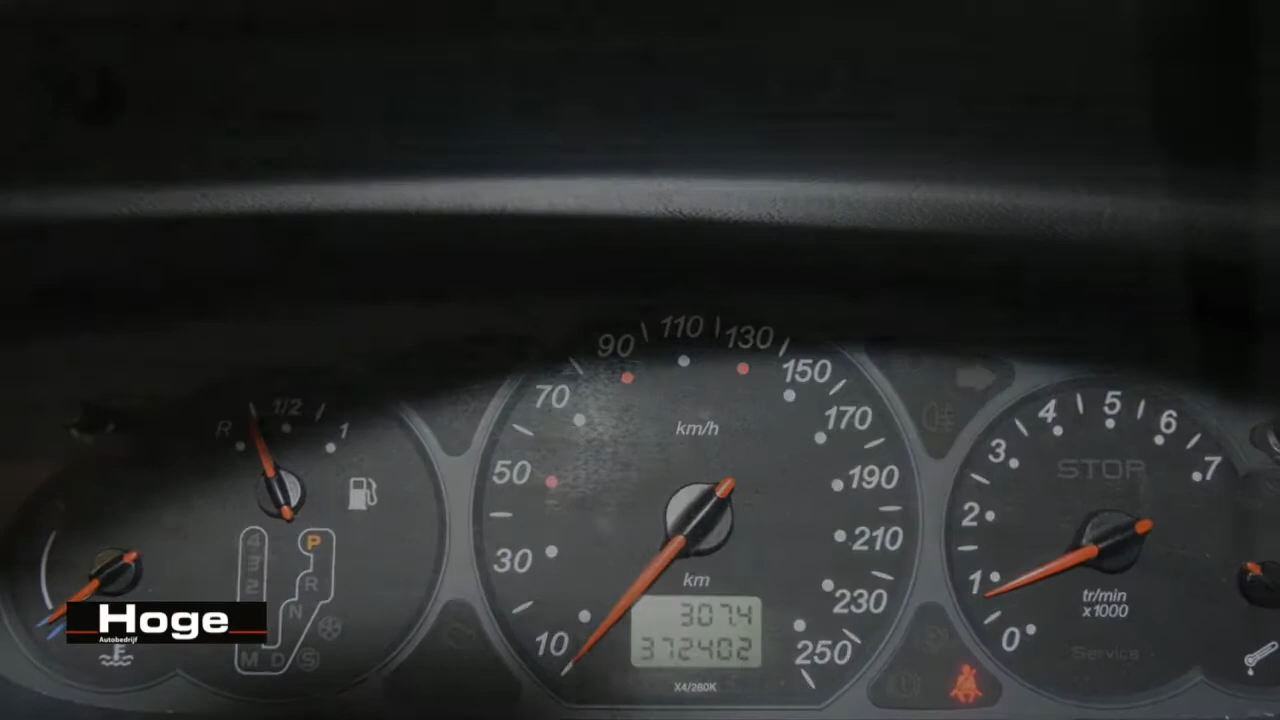 90 110 130
70 150
1/2
R 1
km/h 170
50 190
4 5 6
3 7
STOP
2
P
4
3
2
R
N
M D S
30 210
km
307.4
372402
230
10 250
X4/280K
1
tr/min
x1000
0
Service
Hoge
Autobedrijf